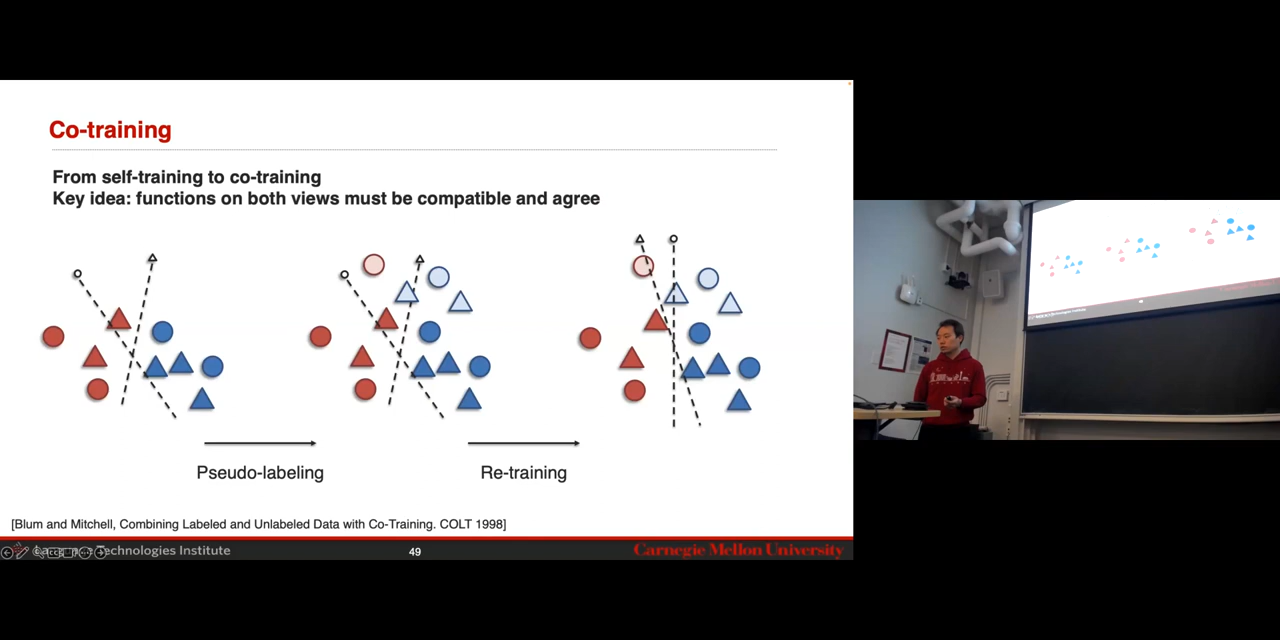 Co-training
From self-training to co-training
Key idea: functions on both views must be compatible and agree
Pseudo-labeling
Re-training
[Blum and Mitchell, Combining Labeled and Unlabeled Data with Co-Training. COLT 1998]
Technologies Institute
49
Carnegie Mellon University